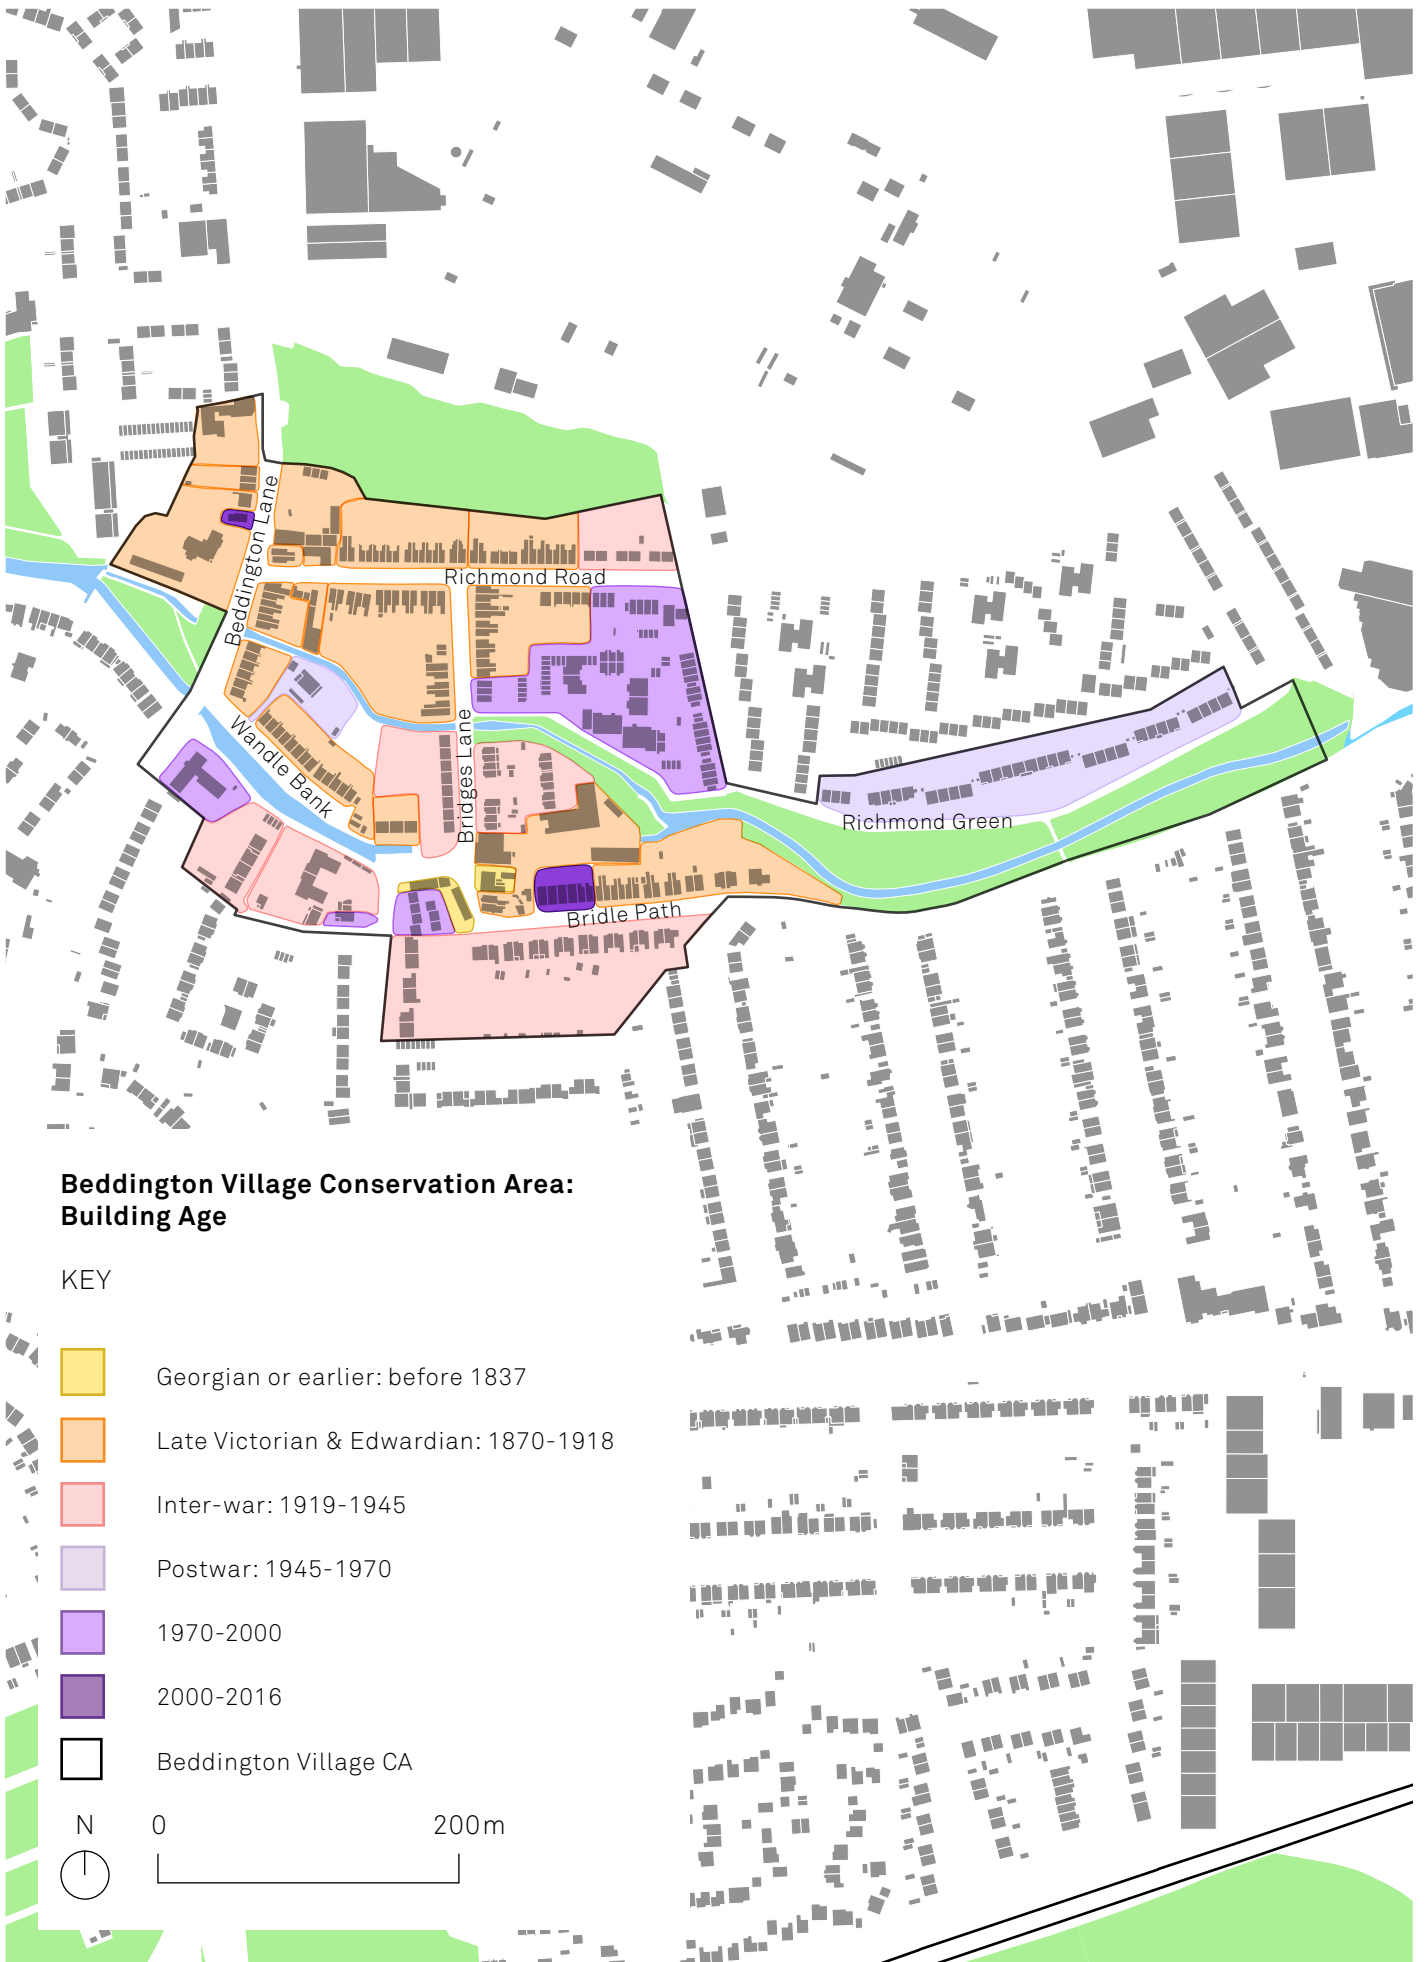 Beddington Lane
Richmond Road
Wandle Bank
Bridges Lane
Richmond Green
Bridle Path
Beddington Village Conservation Area:
Building Age
KEY
Georgian or earlier: before 1837
Late Victorian & Edwardian: 1870-1918
Inter-war: 1919-1945
Postwar: 1945-1970
1970-2000
2000-2016
Beddington Village CA
N 0 200m